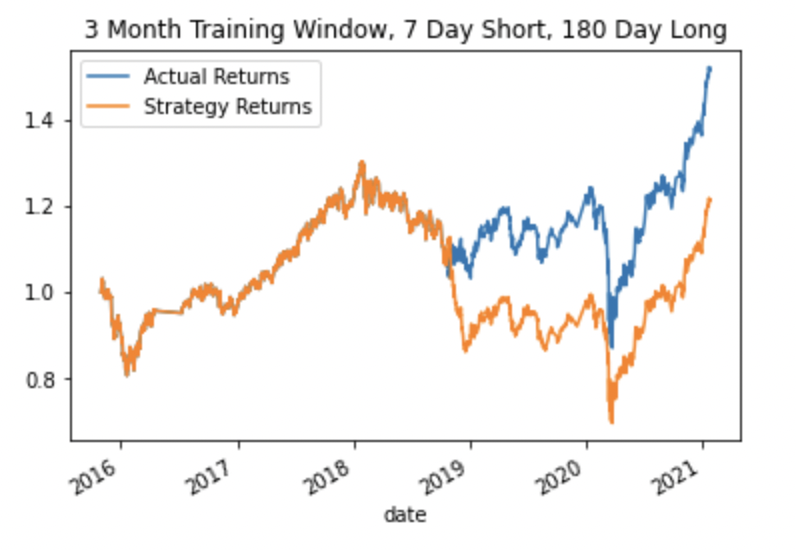 3 Month Training Window, 7 Day Short, 180 Day Long
Actual Returns
Strategy Returns
1.4
1.2
1.0
0.8
2016
2017
2018
2019
2020
2021
date